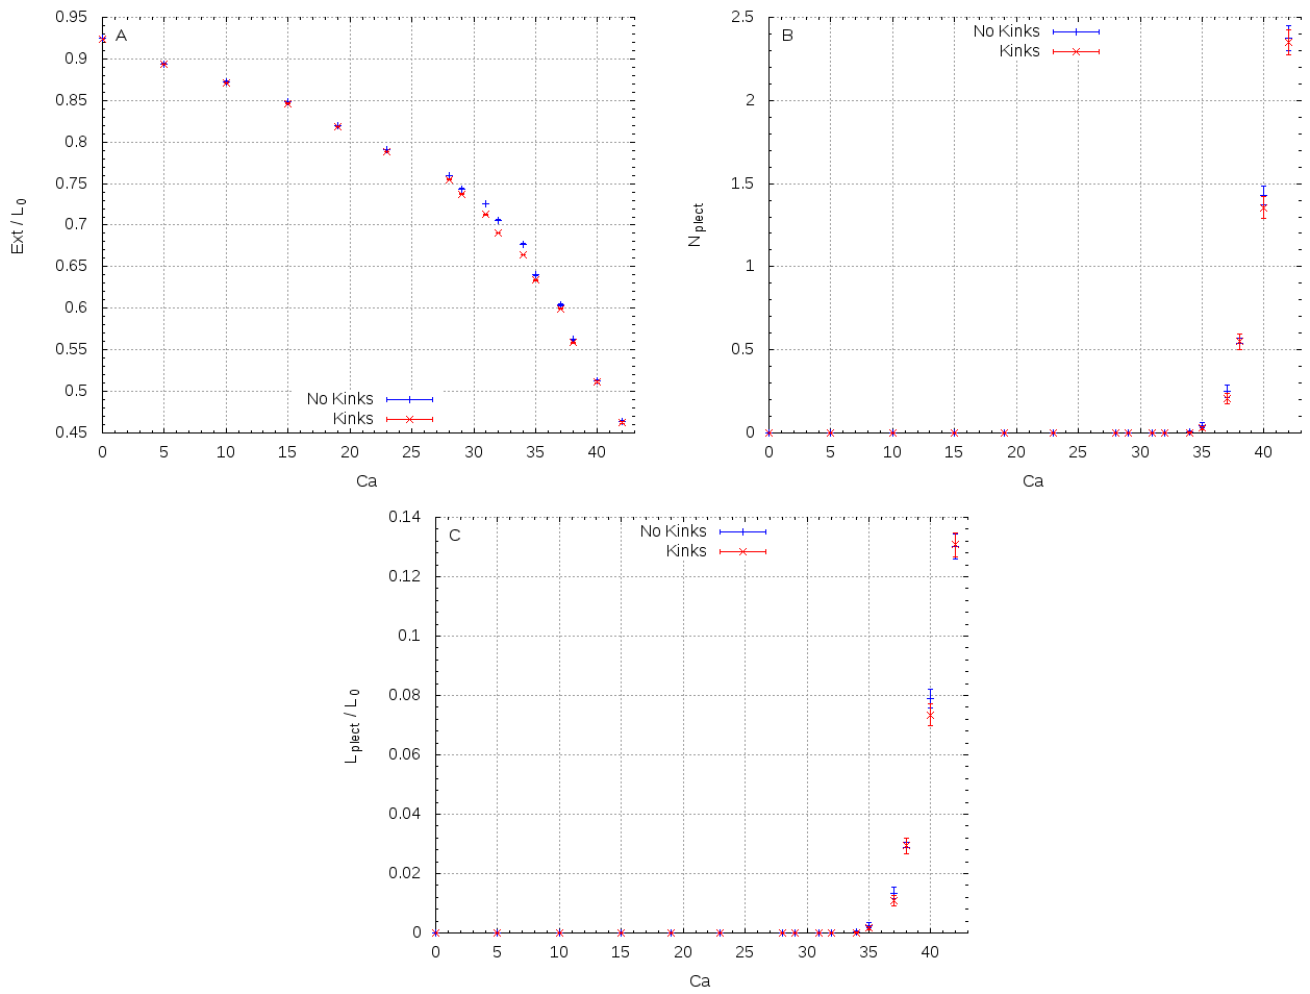 A
0.95
0.9
0.85
0.8
0.75
0.7
0.65
0.6
0.55
0.5
0.45
Ext / L0
No Kinks
Kinks
0 5 10 15 20 25 30 35 40
Ca
B
2.5
2
1.5
1
0.5
0
Nplect
No Kinks
Kinks
0 5 10 15 20 25 30 35 40
Ca
C
0.14
0.12
0.1
0.08
0.06
0.04
0.02
0
Lplect / L0
No Kinks
Kinks
0 5 10 15 20 25 30 35 40
Ca